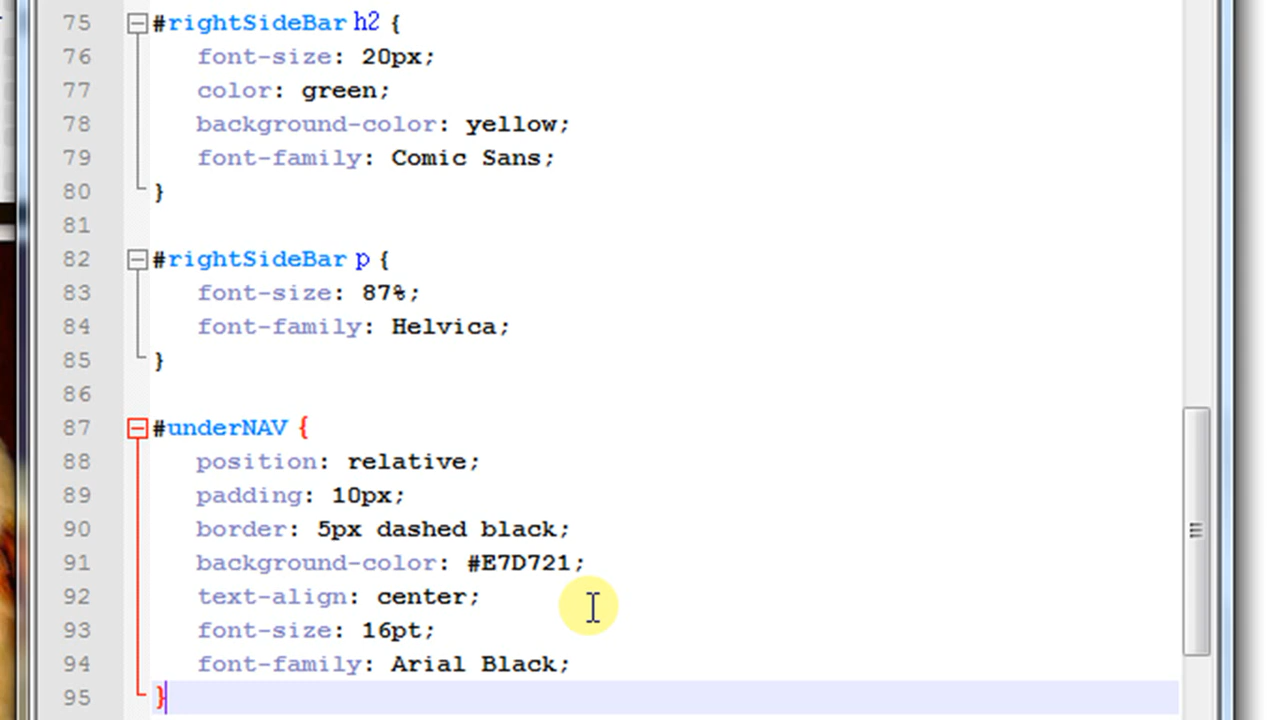 75 #rightSideBar h2 {
76 font-size: 20px;
77 color: green;
78 background-color: yellow;
79 font-family: Comic Sans;
80 }
81
82 #rightSideBar p {
83 font-size: 87%;
84 font-family: Helvica;
85 }
86
87 #underNAV {
88 position: relative;
89 padding: 10px;
90 border: 5px dashed black;
91 background-color: #E7D721;
92 text-align: center;
93 font-size: 16pt;
94 font-family: Arial Black;
95 }